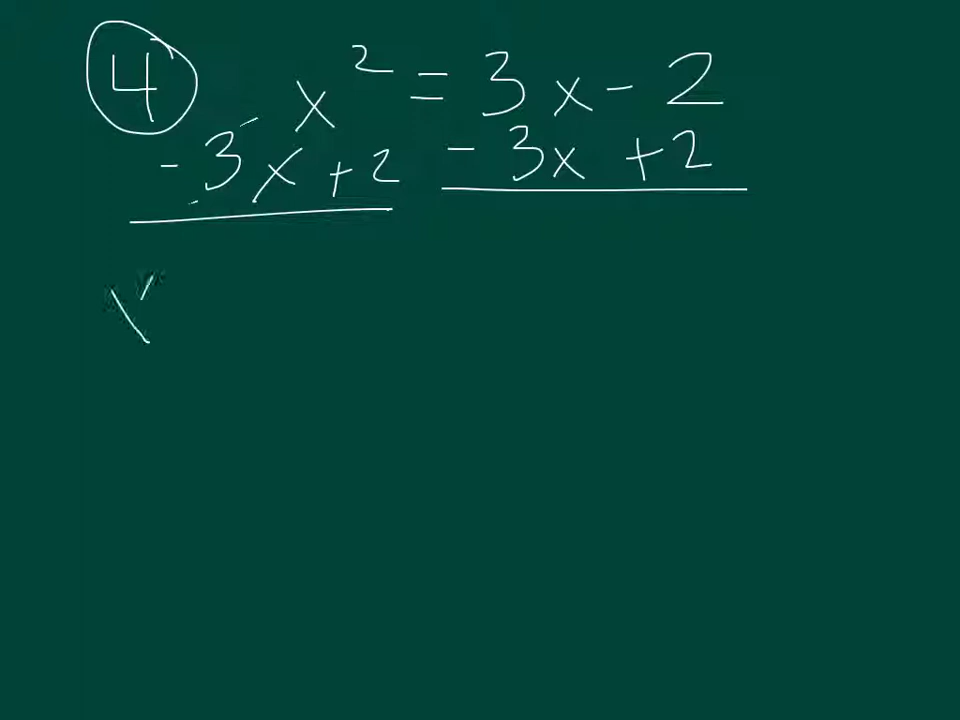 4 x² = 3x - 2
- 3x + 2 - 3x + 2